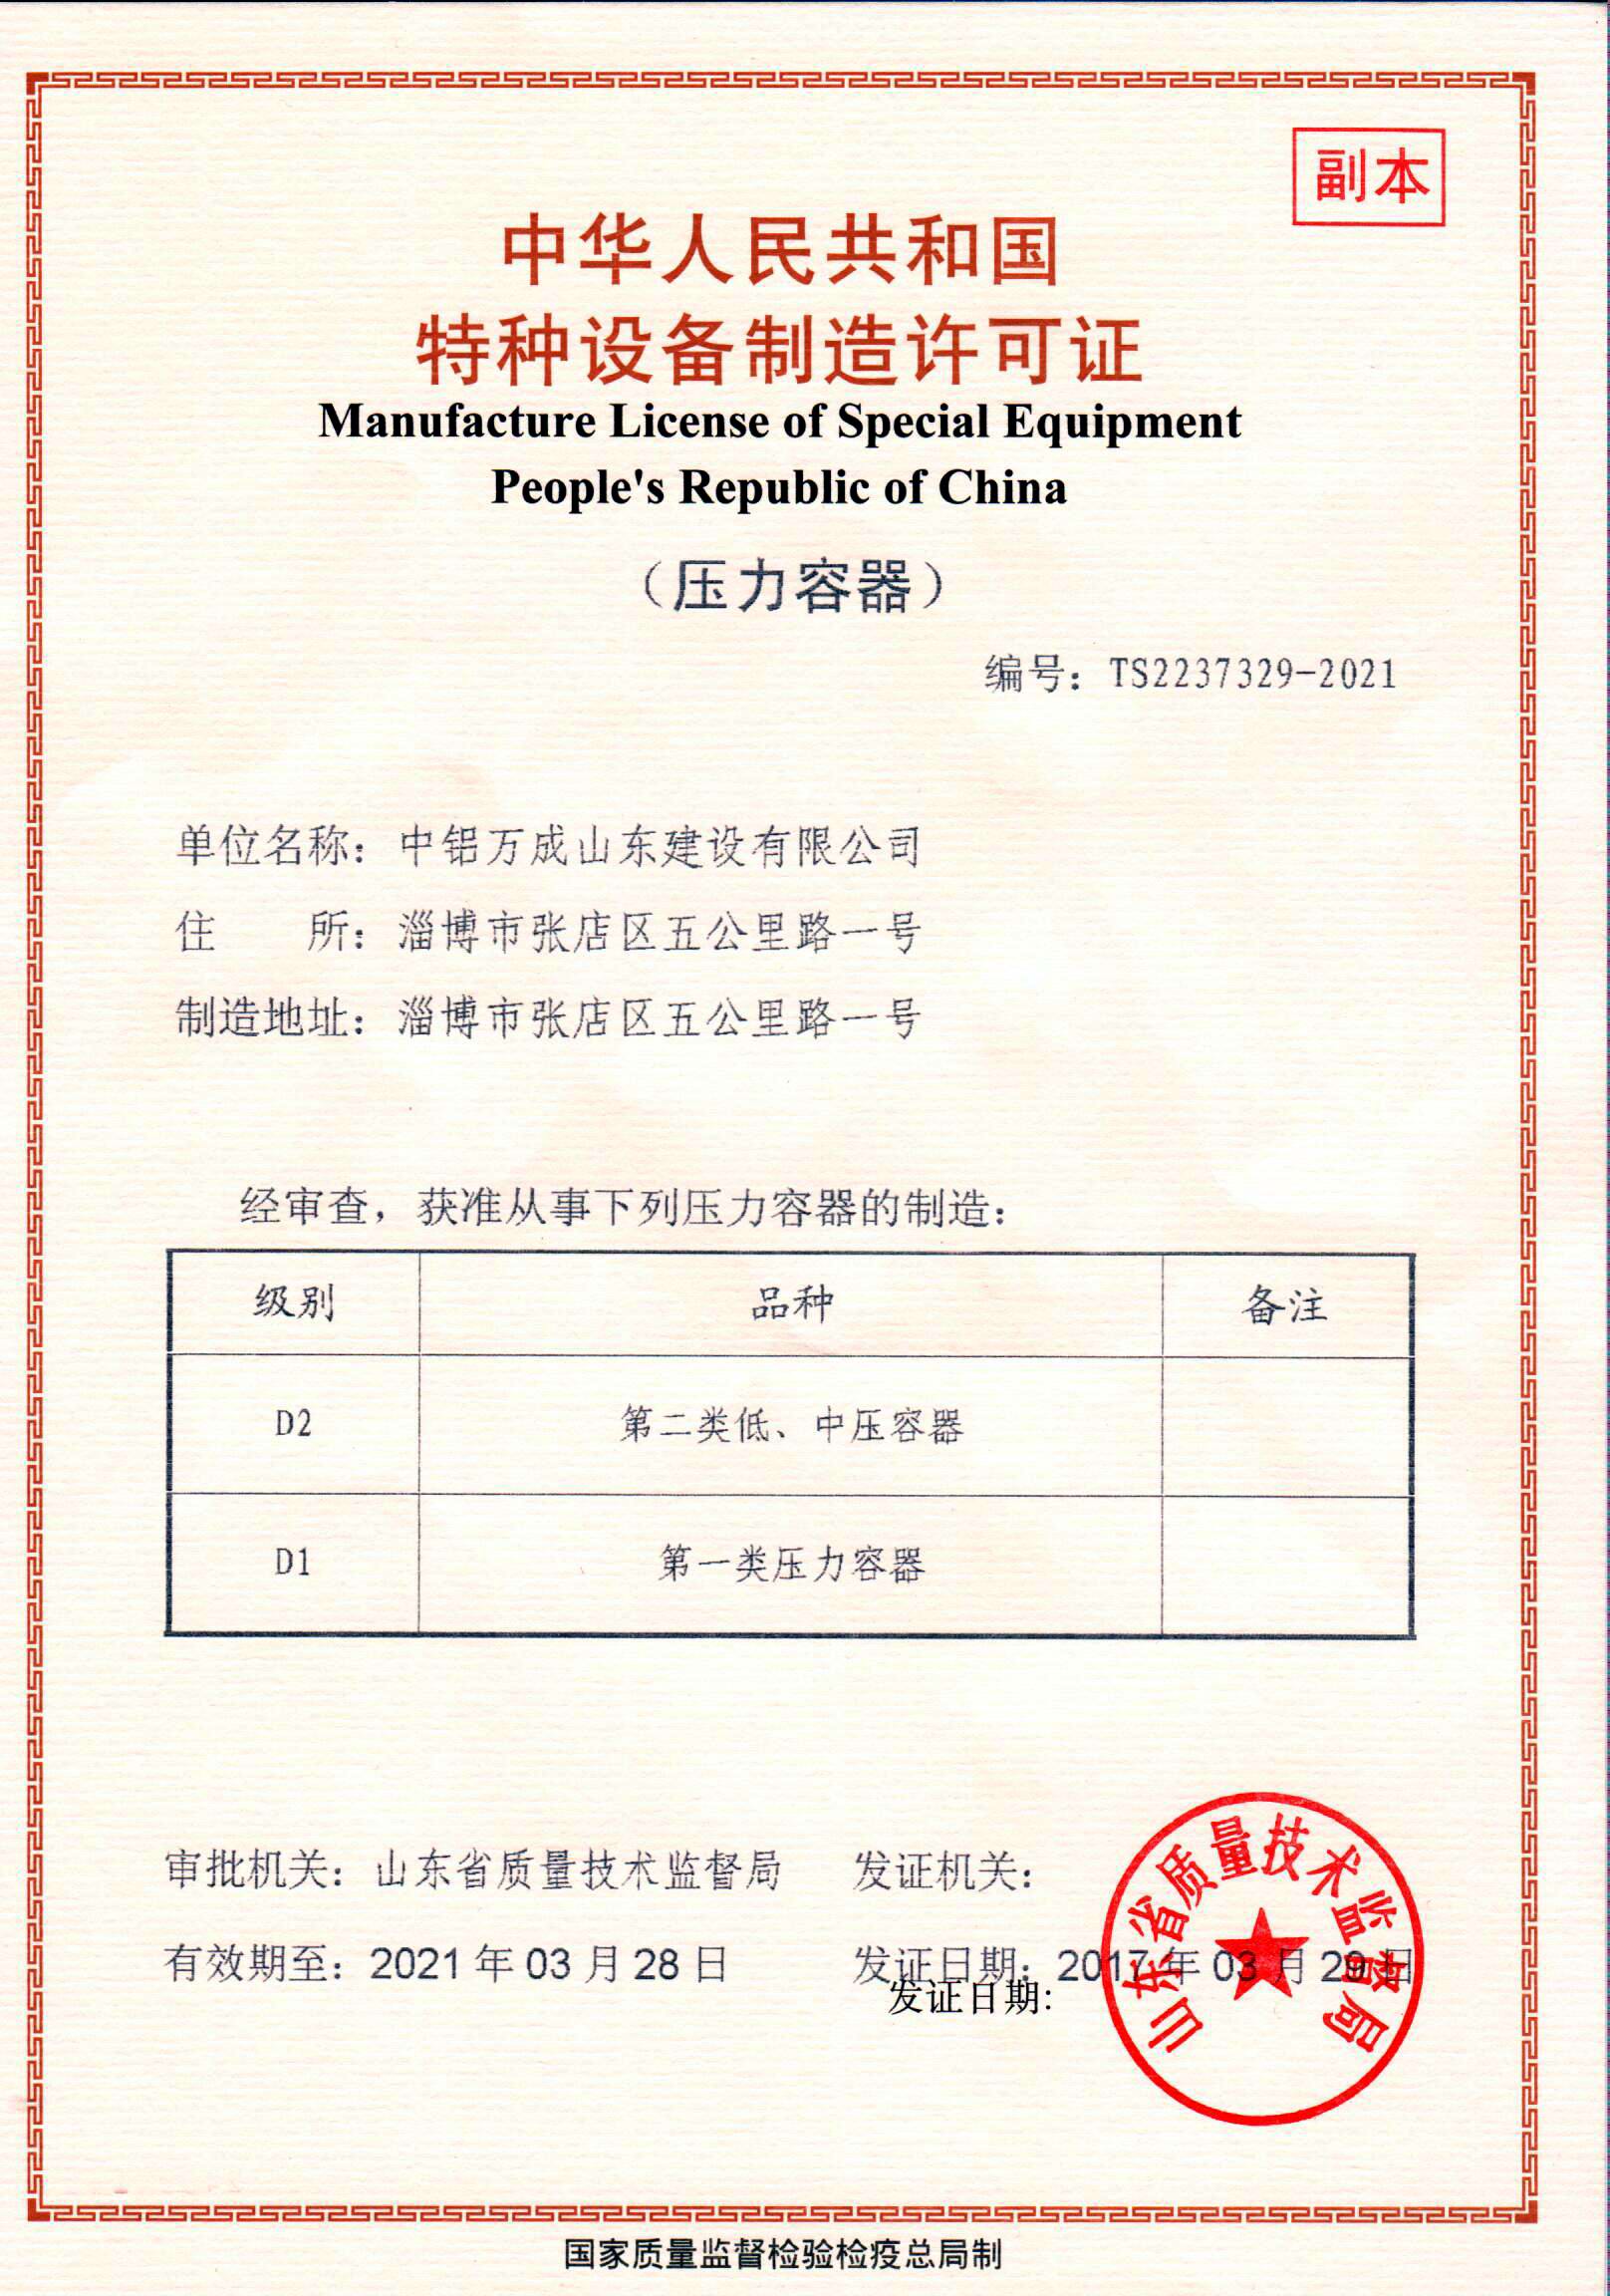 副本
中华人民共和国
特种设备制造许可证
Manufacture License of Special Equipment
People's Republic of China
（压力容器）
编号：TS2237329-2021
单位名称：中铝万成山东建设有限公司
住 所：淄博市张店区五公里路一号
制造地址：淄博市张店区五公里路一号
经审查，获准从事下列压力容器的制造：
级别 品种 备注
D2 第二类低、中压容器
D1 第一类压力容器
审批机关：山东省质量技术监督局 发证机关：
有效期至：2021 年 03 月 28 日 发证日期：2017 年 03 月 29 日
发证日期:
山东省质量技术监督局
国家质量监督检验检疫总局制